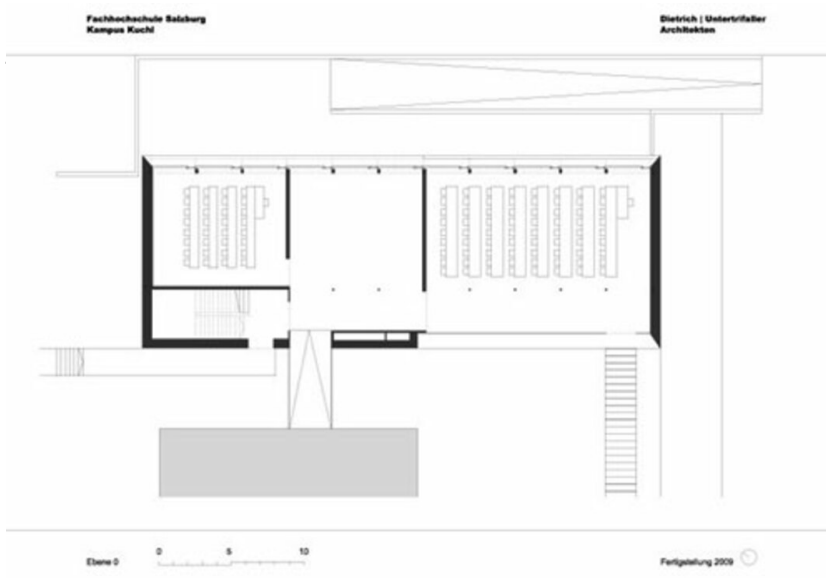 Fachhochschule Salzburg
Kampus Kuchl
Dietrich | Untertrifaller
Architekten
Ebene 0
0 5 10
Fertigstellung 2009